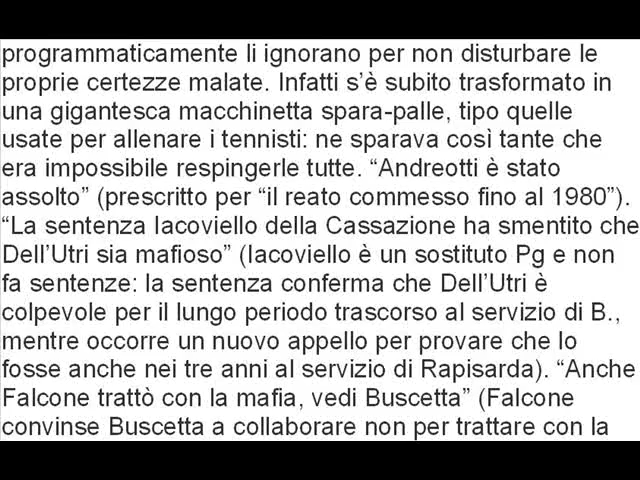 programmaticamente li ignorano per non disturbare le
proprie certezze malate. Infatti s’è subito trasformato in
una gigantesca macchinetta spara-palle, tipo quelle
usate per allenare i tennisti: ne sparava così tante che
era impossibile respingerle tutte. “Andreotti è stato
assolto” (prescritto per “il reato commesso fino al 1980”).
“La sentenza Iacoviello della Cassazione ha smentito che
Dell’Utri sia mafioso” (Iacoviello è un sostituto Pg e non
fa sentenze: la sentenza conferma che Dell’Utri è
colpevole per il lungo periodo trascorso al servizio di B.,
mentre occorre un nuovo appello per provare che lo
fosse anche nei tre anni al servizio di Rapisarda). “Anche
Falcone trattò con la mafia, vedi Buscetta” (Falcone
convinse Buscetta a collaborare non per trattare con la